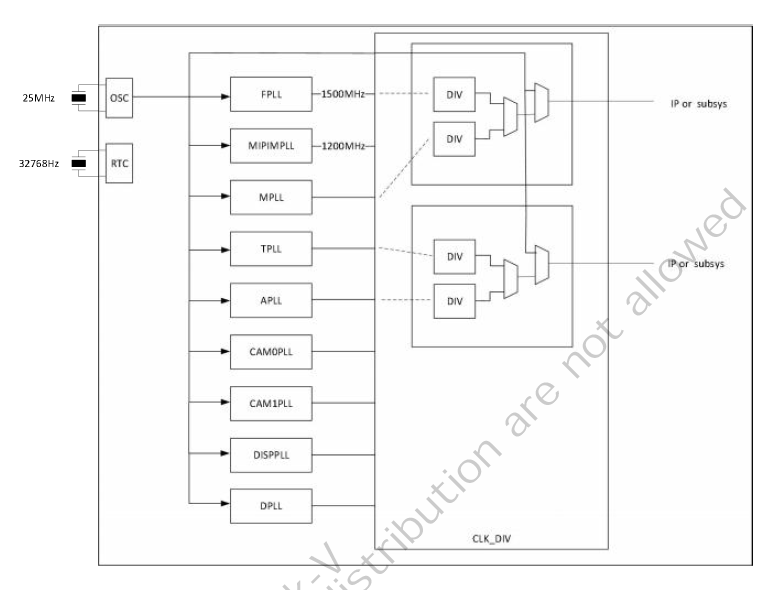 25MHz
OSC
32768Hz
RTC
FPLL
1500MHz
MIPIMPLL
1200MHz
MPLL
TPLL
APLL
CAM0PLL
CAM1PLL
DISPPLL
DPLL
DIV
DIV
IP or subsys
DIV
DIV
IP or subsys
CLK_DIV
k-V
distribution are not allowed